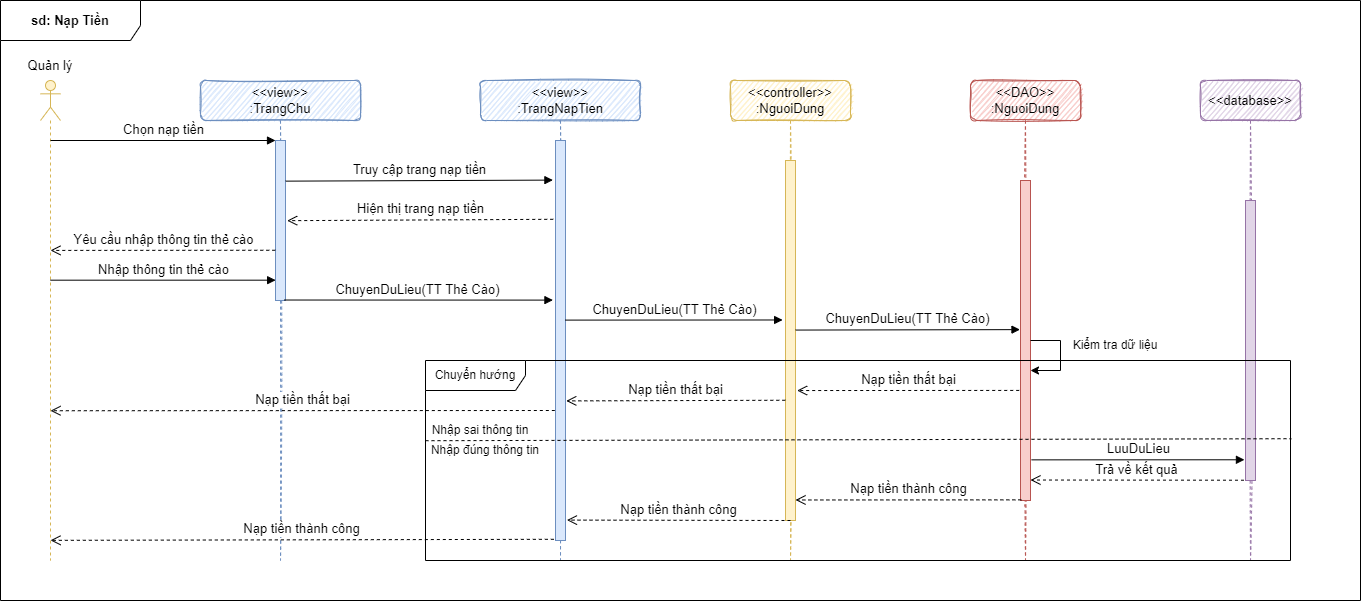 sd: Nạp Tiền
Quản lý
<<view>>
:TrangChu
<<view>>
:TrangNapTien
<<controller>>
:NguoiDung
<<DAO>>
:NguoiDung
<<database>>
Chọn nạp tiền
Truy cập trang nạp tiền
Hiện thị trang nạp tiền
Yêu cầu nhập thông tin thẻ cào
Nhập thông tin thẻ cào
ChuyenDuLieu(TT Thẻ Cào)
ChuyenDuLieu(TT Thẻ Cào)
ChuyenDuLieu(TT Thẻ Cào)
Kiểm tra dữ liệu
Chuyển hướng
Nạp tiền thất bại
Nạp tiền thất bại
Nạp tiền thất bại
Nhập sai thông tin
Nhập đúng thông tin
LuuDuLieu
Trả về kết quả
Nạp tiền thành công
Nạp tiền thành công
Nạp tiền thành công